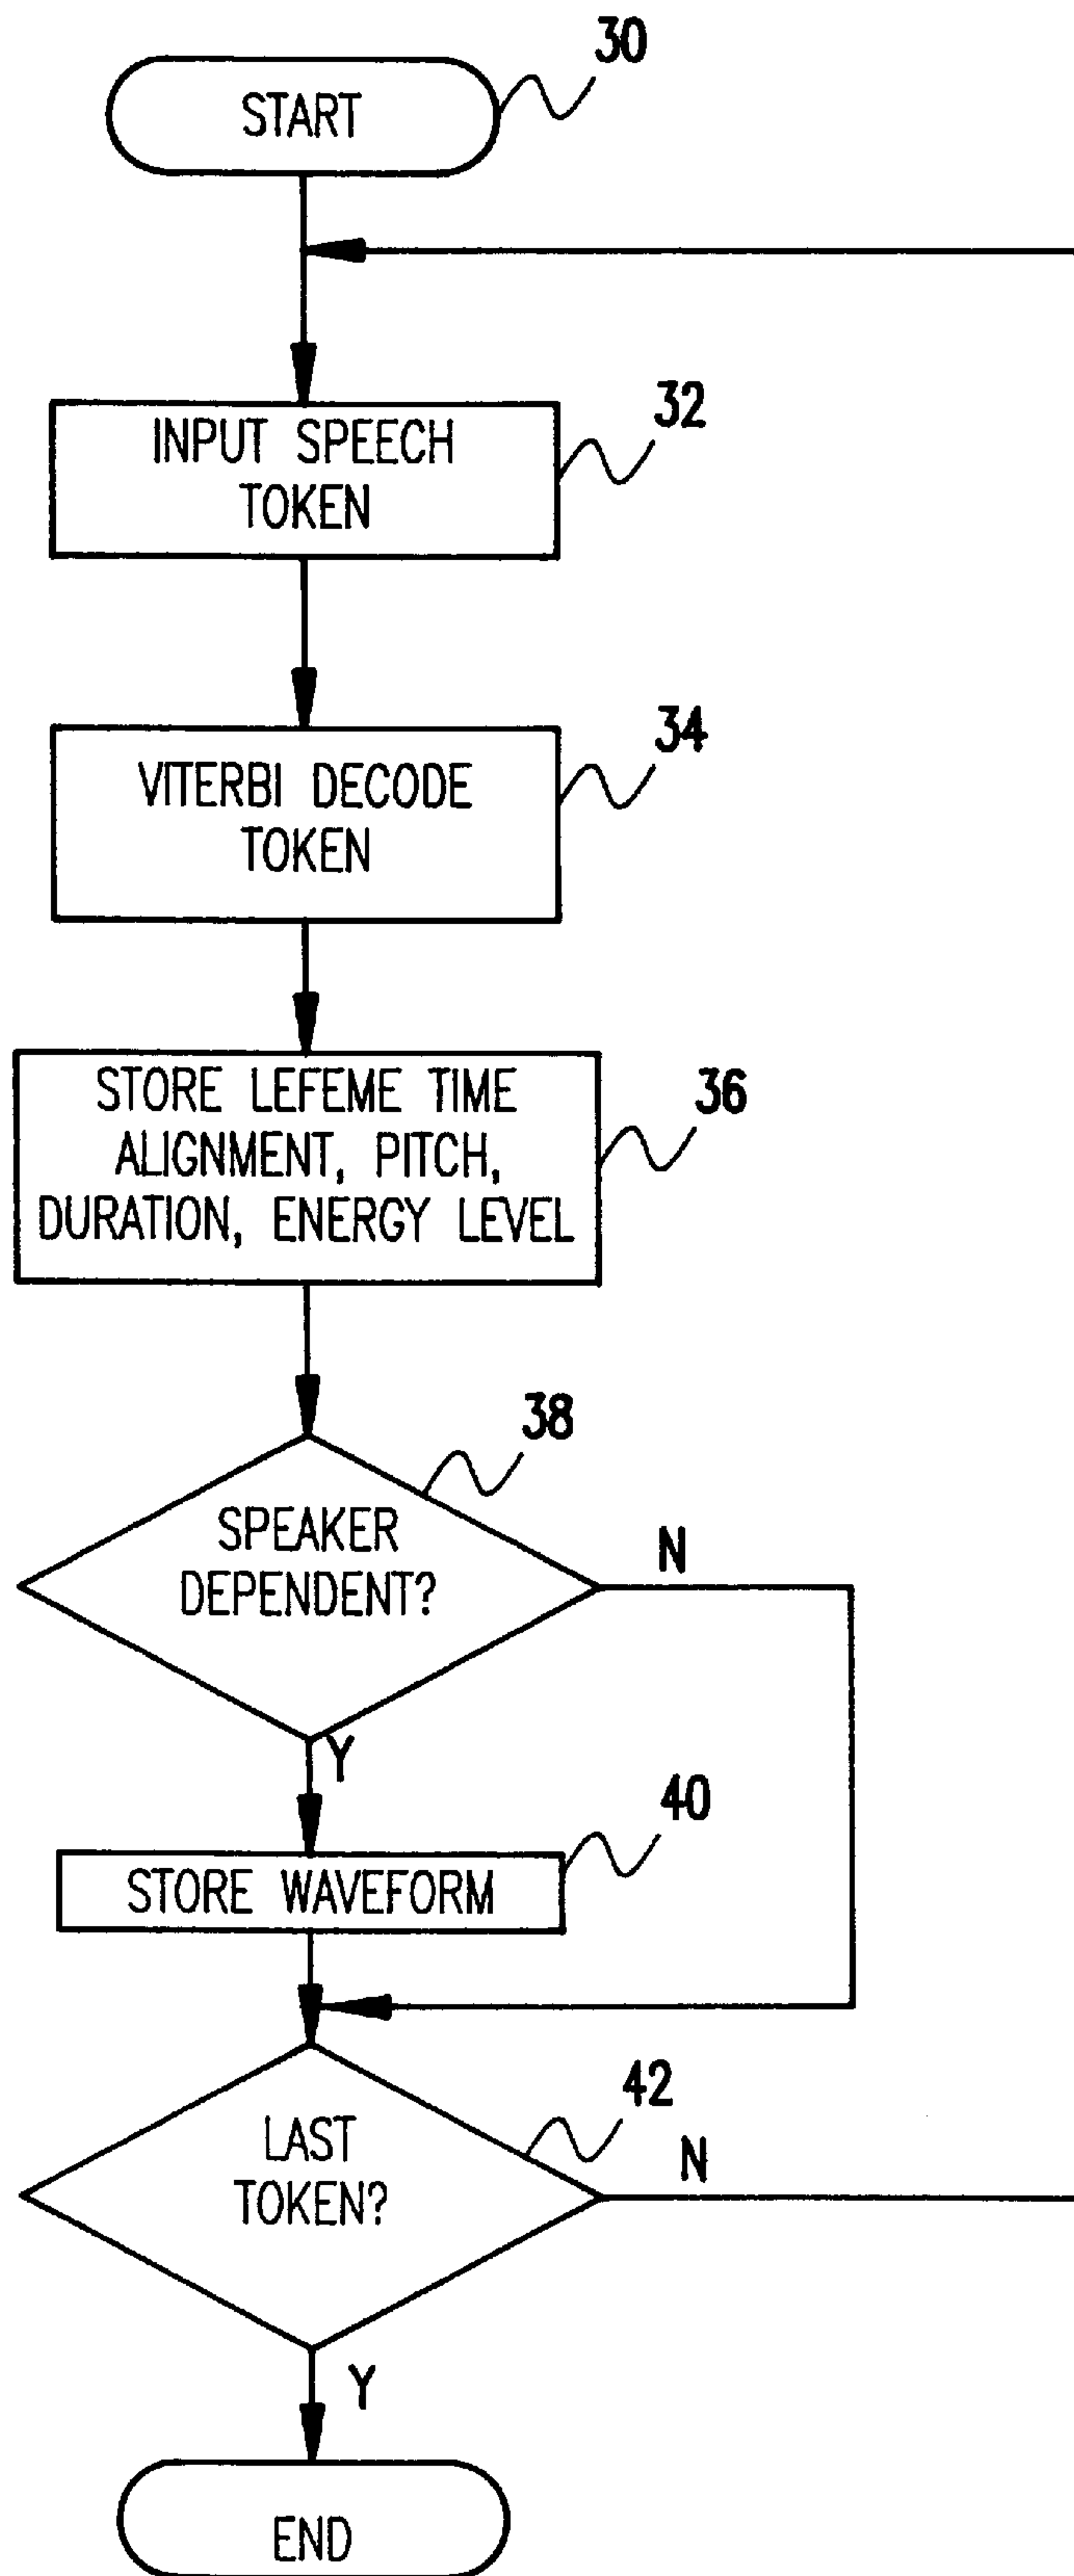 30
START
32
INPUT SPEECH
TOKEN
34
VITERBI DECODE
TOKEN
36
STORE LEFEME TIME
ALIGNMENT, PITCH,
DURATION, ENERGY LEVEL
38
SPEAKER
DEPENDENT?
N
Y
40
STORE WAVEFORM
42
LAST
TOKEN?
N
Y
END